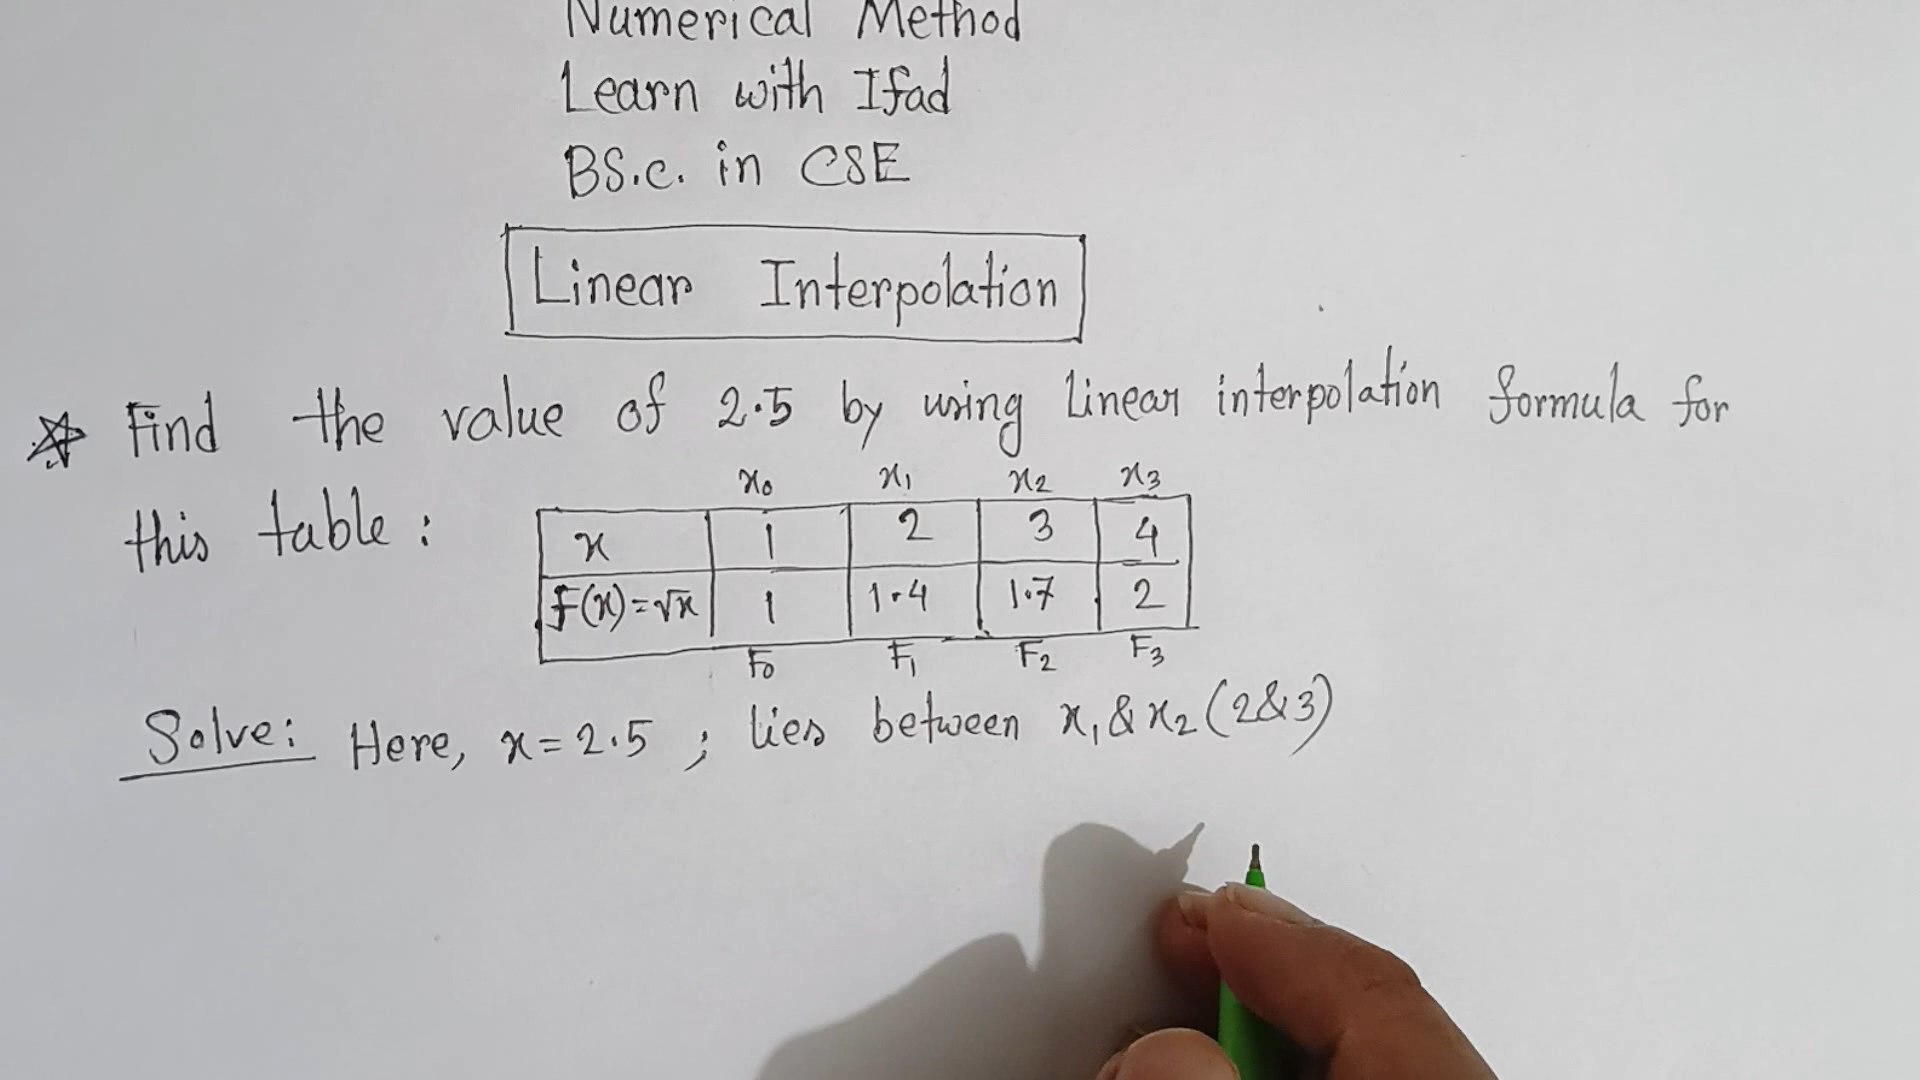 Numerical Method
Learn with Ifad
BS.c. in CSE
Linear Interpolation
Find the value of 2.5 by using Linear interpolation formula for
this table:
x₀ x₁ x₂ x₃
x 1 2 3 4
F(x)=√x 1 1.4 1.7 2
F₀ F₁ F₂ F₃
Solve: Here, x=2.5 ; lies between x₁ & x₂ (2&3)